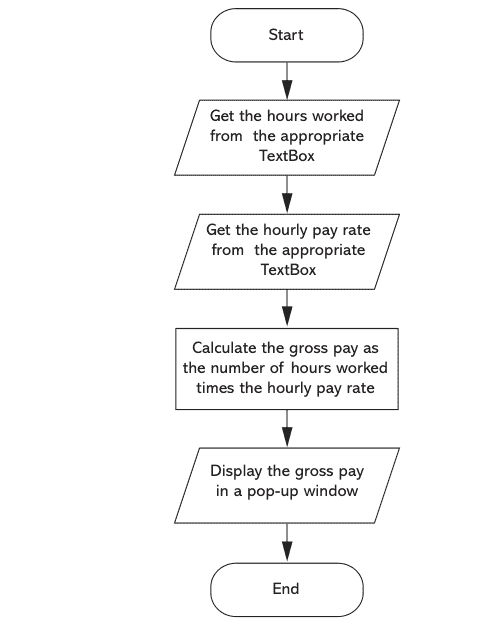 Start
Get the hours worked
from the appropriate
TextBox
Get the hourly pay rate
from the appropriate
TextBox
Calculate the gross pay as
the number of hours worked
times the hourly pay rate
Display the gross pay
in a pop-up window
End